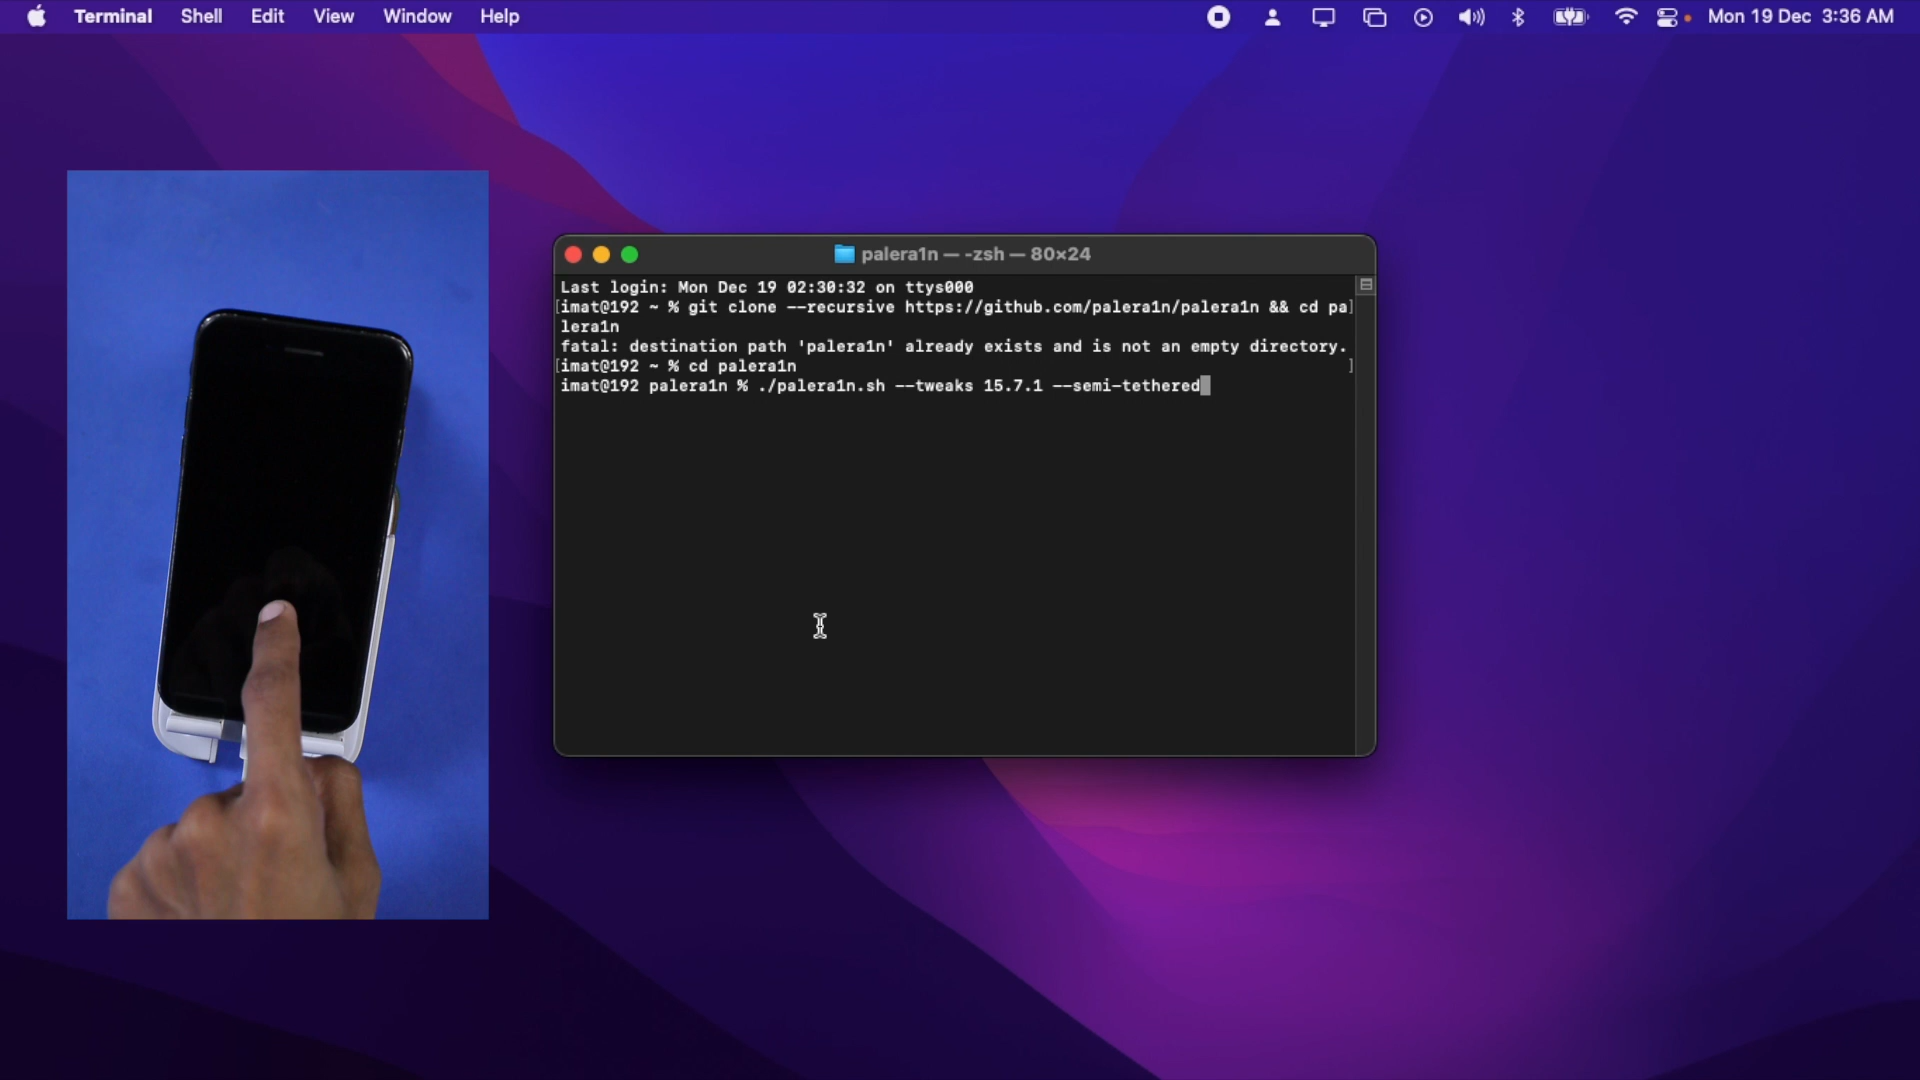 Terminal Shell Edit View Window Help Mon 19 Dec 3:36 AM
palera1n — -zsh — 80×24
Last login: Mon Dec 19 02:30:32 on ttys000
[imat@192 ~ % git clone --recursive https://github.com/palera1n/palera1n && cd pa]
lera1n
fatal: destination path 'palera1n' already exists and is not an empty directory.
[imat@192 ~ % cd palera1n ]
imat@192 palera1n % ./palera1n.sh --tweaks 15.7.1 --semi-tethered